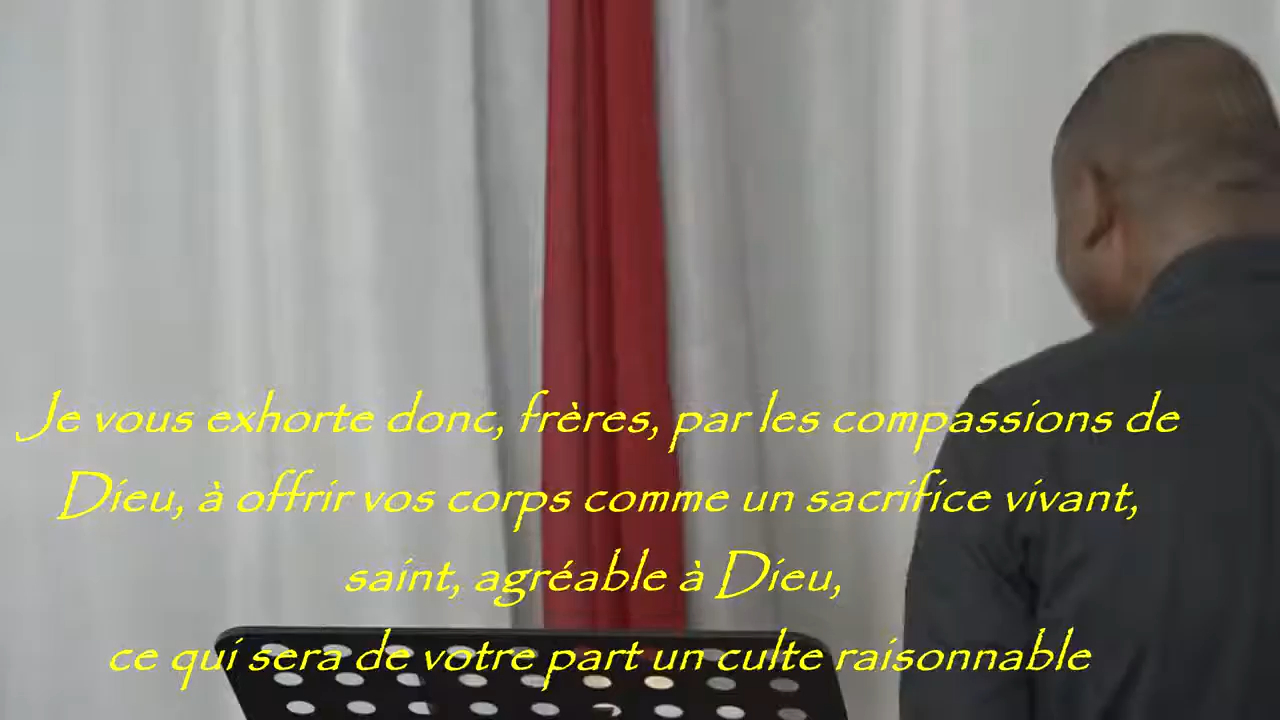 Je vous exhorte donc, frères, par les compassions de
Dieu, à offrir vos corps comme un sacrifice vivant,
saint, agréable à Dieu,
ce qui sera de votre part un culte raisonnable